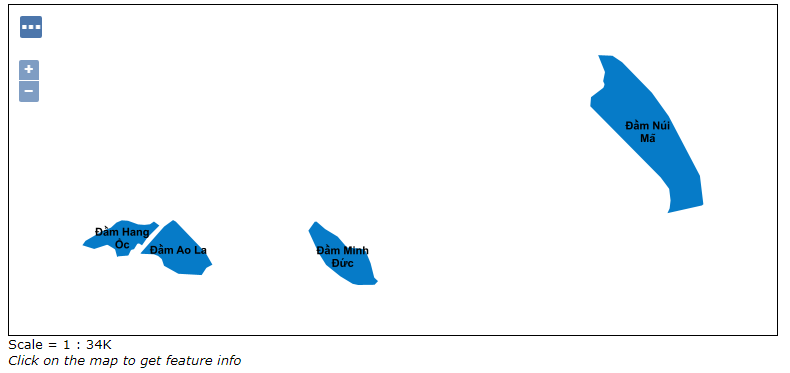 +
−
Đầm Núi
Mã
Đầm Hang
Ốc
Đầm Ao La
Đầm Minh
Đức
Scale = 1 : 34K
Click on the map to get feature info